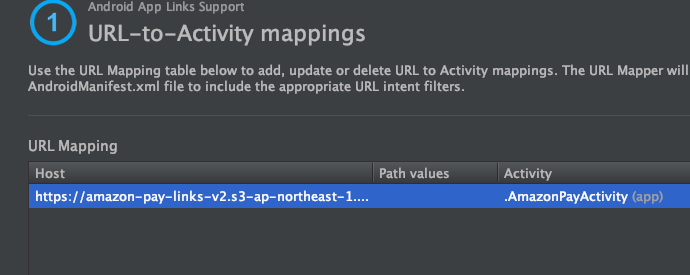 Android App Links Support
1
URL-to-Activity mappings
Use the URL Mapping table below to add, update or delete URL to Activity mappings. The URL Mapper will
AndroidManifest.xml file to include the appropriate URL intent filters.
URL Mapping
Host Path values Activity
https://amazon-pay-links-v2.s3-ap-northeast-1.... .AmazonPayActivity (app)